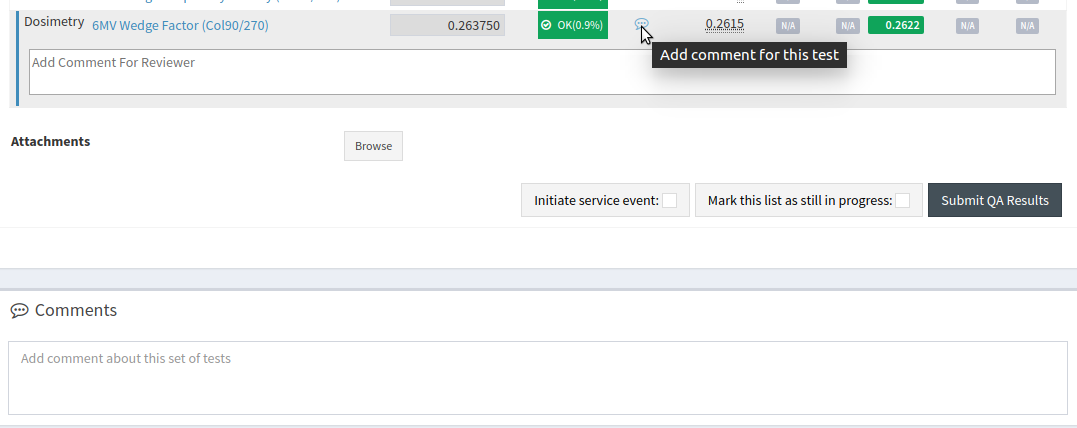 Dosimetry 6MV Wedge Factor (Col90/270) 0.263750 OK(0.9%) 0.2615 N/A N/A 0.2622 N/A N/A
Add comment for this test
Add Comment For Reviewer
Attachments Browse
Initiate service event: Mark this list as still in progress: Submit QA Results
Comments
Add comment about this set of tests